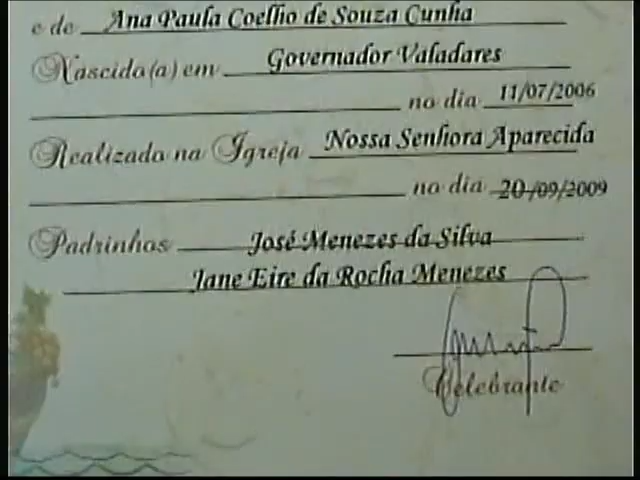 e de Ana Paula Coelho de Souza Cunha
Nascido(a) em Governador Valadares
no dia 11/07/2006
Realizado na Igreja Nossa Senhora Aparecida
no dia 20/09/2009
Padrinhos José Menezes da Silva
Jane Eire da Rocha Menezes
Celebrante